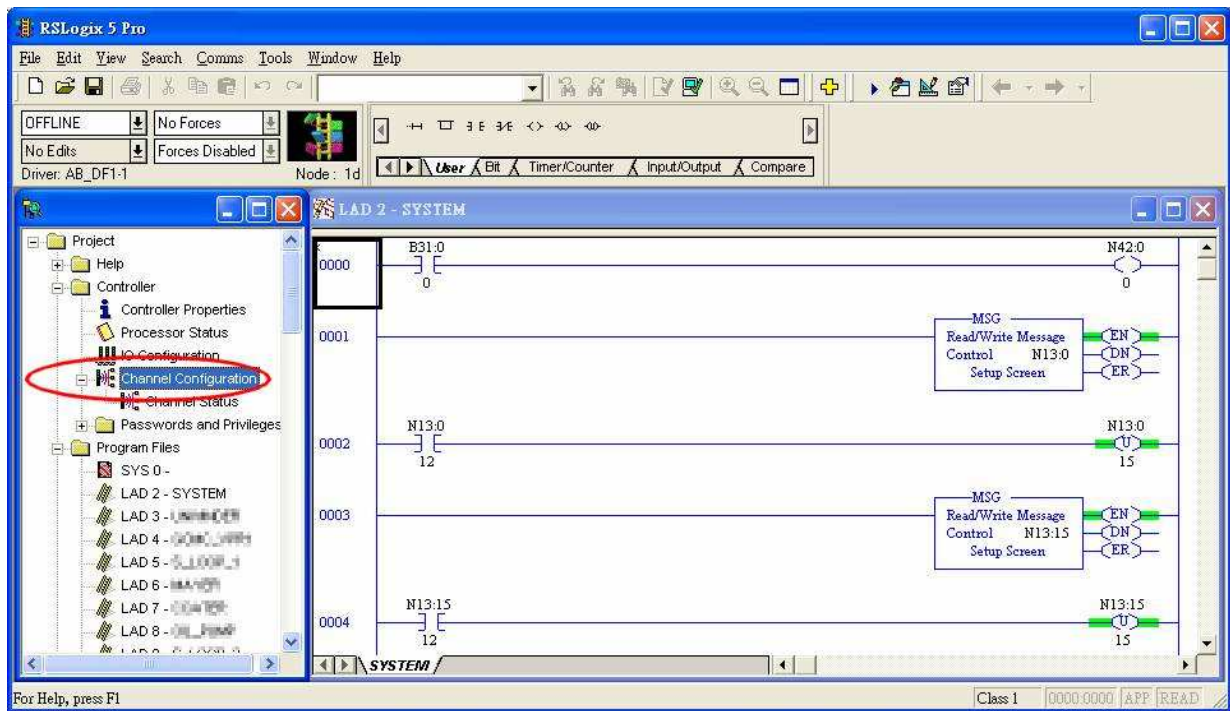 RSLogix 5 Pro
File Edit View Search Comms Tools Window Help
OFFLINE No Forces
No Edits Forces Disabled
Driver: AB_DF1-1 Node : 1d
User Bit Timer/Counter Input/Output Compare
Project
Help
Controller
Controller Properties
Processor Status
IO Configuration
Channel Configuration
Channel Status
Passwords and Privileges
Program Files
SYS 0 -
LAD 2 - SYSTEM
LAD 3 -
LAD 4 -
LAD 5 -
LAD 6 -
LAD 7 -
LAD 8 -
LAD 2 - SYSTEM
0000
B31:0
0
N42:0
0
0001
MSG
Read/Write Message
Control N13:0
Setup Screen
EN
DN
ER
0002
N13:0
12
N13:0
U
15
0003
MSG
Read/Write Message
Control N13:15
Setup Screen
EN
DN
ER
0004
N13:15
12
N13:15
U
15
SYSTEM
For Help, press F1
Class 1 0000:0000 APP READ